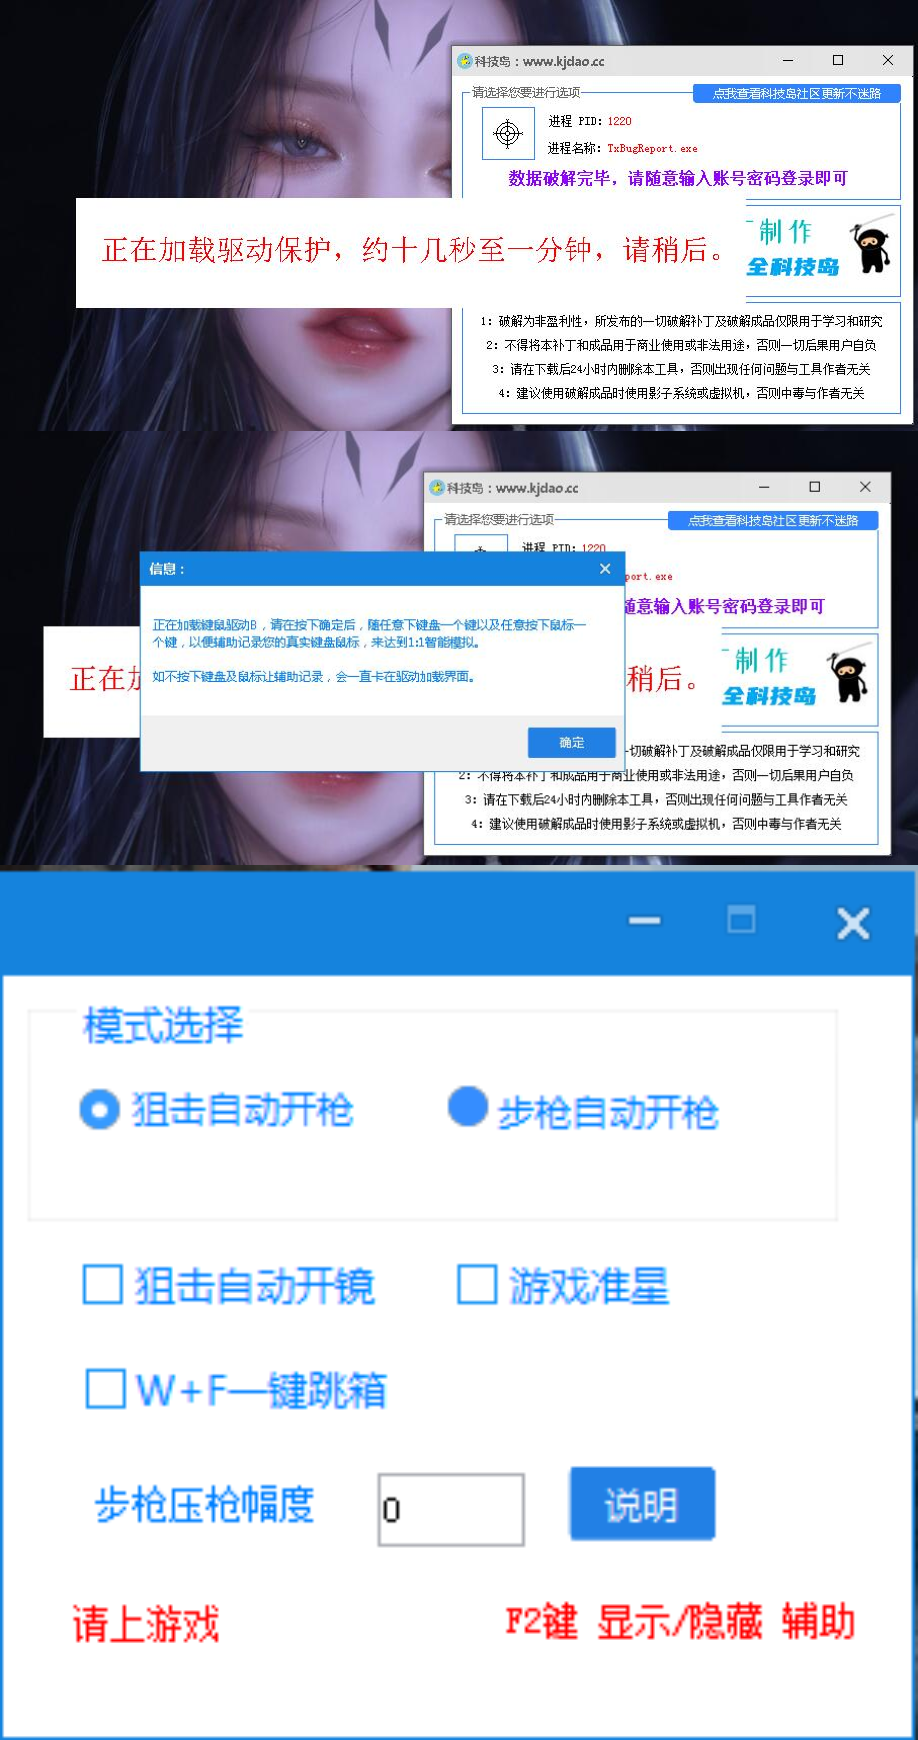 科技岛：www.kjdao.cc
请选择您要进行选项
点我查看科技岛社区更新不迷路
进程 PID：1220
进程名称：TxBugReport.exe
数据破解完毕，请随意输入账号密码登录即可
正在加载驱动保护，约十几秒至一分钟，请稍后。
制作
全科技岛
1：破解为非盈利性，所发布的一切破解补丁及破解成品仅限用于学习和研究
2：不得将本补丁和成品用于商业使用或非法用途，否则一切后果用户自负
3：请在下载后24小时内删除本工具，否则出现任何问题与工具作者无关
4：建议使用破解成品时使用影子系统或虚拟机，否则中毒与作者无关
科技岛：www.kjdao.cc
请选择您要进行选项
点我查看科技岛社区更新不迷路
进程 PID：1220
信息：
port.exe
随意输入账号密码登录即可
正在加载键鼠驱动B，请在按下确定后，随任意下键盘一个键以及任意按下鼠标一
个键，以便辅助记录您的真实键盘鼠标，来达到1:1智能模拟。
如不按下键盘及鼠标让辅助记录，会一直卡在驱动加载界面。
正在加
稍后。
制作
全科技岛
确定
一切破解补丁及破解成品仅限用于学习和研究
2：不得将本补丁和成品用于商业使用或非法用途，否则一切后果用户自负
3：请在下载后24小时内删除本工具，否则出现任何问题与工具作者无关
4：建议使用破解成品时使用影子系统或虚拟机，否则中毒与作者无关
模式选择
狙击自动开枪
步枪自动开枪
狙击自动开镜
游戏准星
W+F一键跳箱
步枪压枪幅度
0
说明
请上游戏
F2键 显示/隐藏 辅助